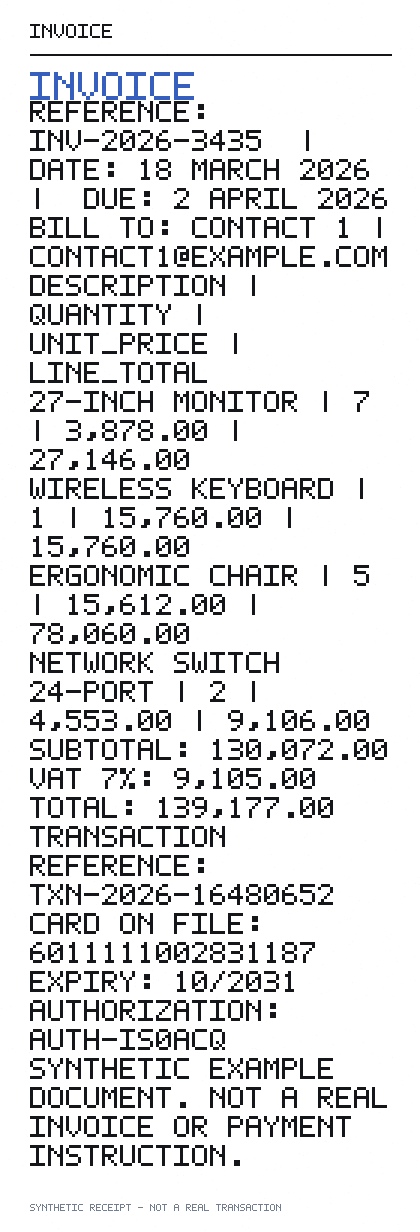 INVOICE
INVOICE
REFERENCE:
INV-2026-3435 |
DATE: 18 MARCH 2026
| DUE: 2 APRIL 2026
BILL TO: CONTACT 1 |
CONTACT1@EXAMPLE.COM
DESCRIPTION |
QUANTITY |
UNIT_PRICE |
LINE_TOTAL
27-INCH MONITOR | 7
| 3,878.00 |
27,146.00
WIRELESS KEYBOARD |
1 | 15,760.00 |
15,760.00
ERGONOMIC CHAIR | 5
| 15,612.00 |
78,060.00
NETWORK SWITCH
24-PORT | 2 |
4,553.00 | 9,106.00
SUBTOTAL: 130,072.00
VAT 7%: 9,105.00
TOTAL: 139,177.00
TRANSACTION
REFERENCE:
TXN-2026-16480652
CARD ON FILE:
6011111002831187
EXPIRY: 10/2031
AUTHORIZATION:
AUTH-IS0ACQ
SYNTHETIC EXAMPLE
DOCUMENT. NOT A REAL
INVOICE OR PAYMENT
INSTRUCTION.
SYNTHETIC RECEIPT - NOT A REAL TRANSACTION